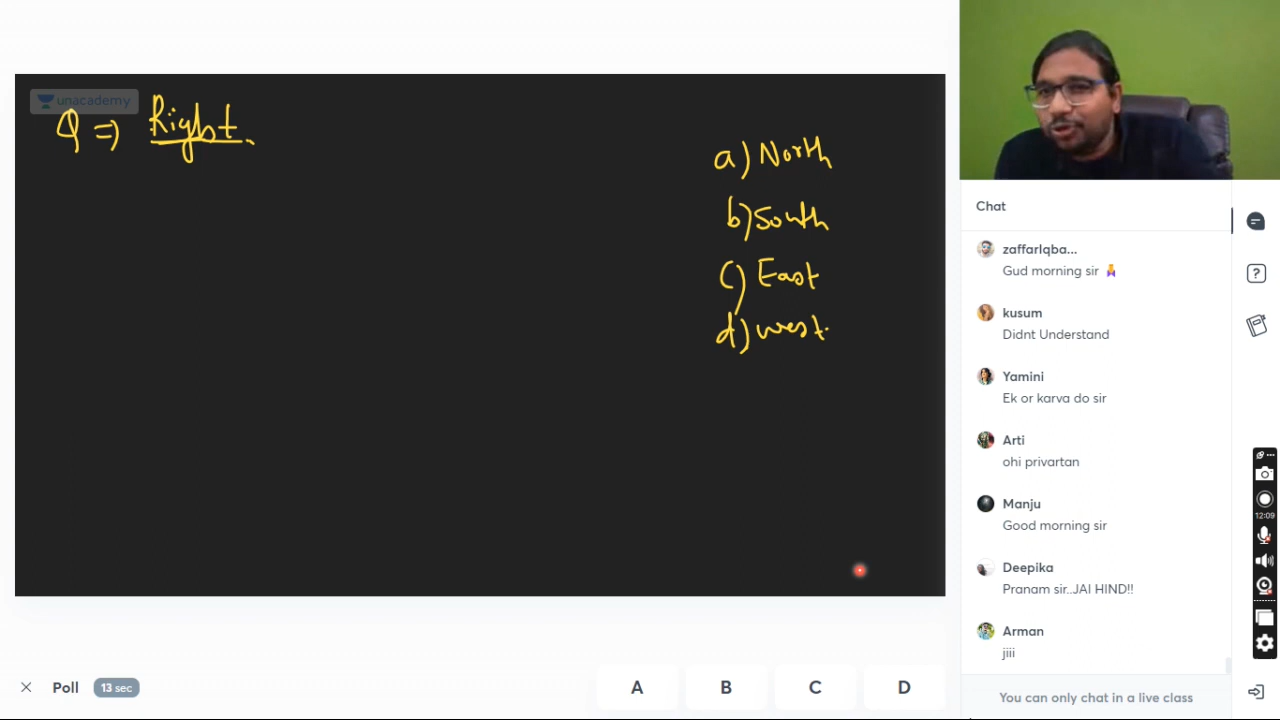 unacademy
Q ⇒ Right.
a) North
b) South
c) East
d) west.
Chat
zaffarIqba...
Gud morning sir
kusum
Didnt Understand
Yamini
Ek or karva do sir
Arti
ohi privartan
Manju
Good morning sir
Deepika
Pranam sir..JAI HIND!!
Arman
jiii
12:09
Poll 13 sec A B C D
You can only chat in a live class